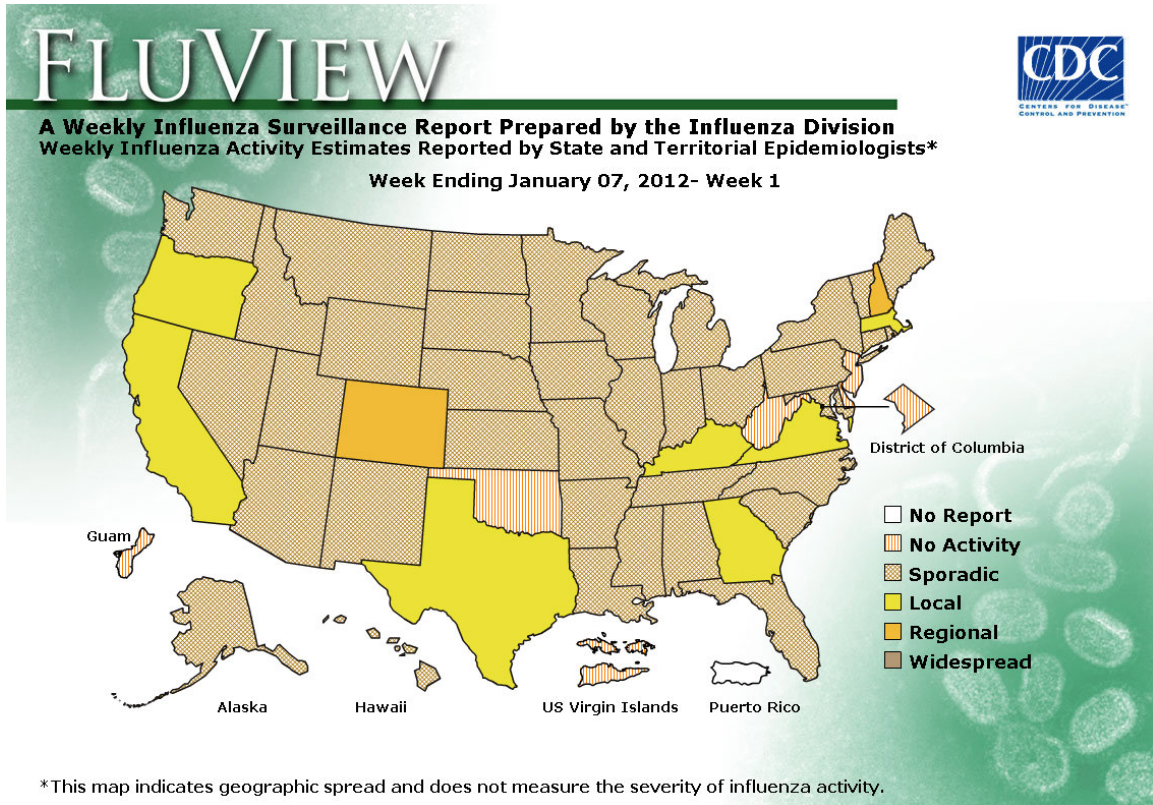 FLUVIEW
CDC
CENTERS FOR DISEASE™
CONTROL AND PREVENTION
A Weekly Influenza Surveillance Report Prepared by the Influenza Division
Weekly Influenza Activity Estimates Reported by State and Territorial Epidemiologists*
Week Ending January 07, 2012- Week 1
District of Columbia
Guam
No Report
No Activity
Sporadic
Local
Regional
Widespread
Alaska
Hawaii
US Virgin Islands
Puerto Rico
*This map indicates geographic spread and does not measure the severity of influenza activity.